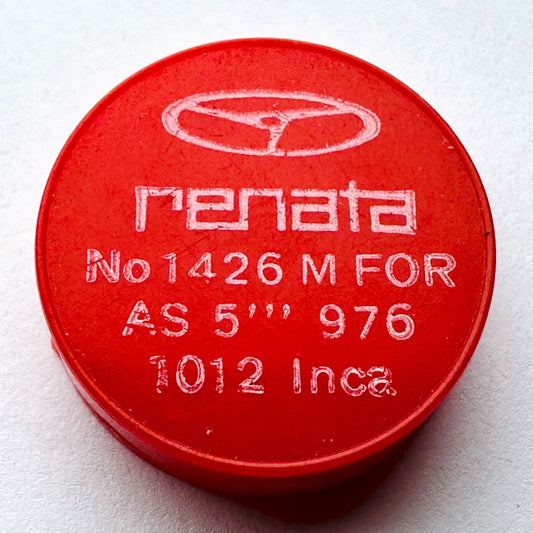 renata
No 1426 M FOR
AS 5''' 976
1012 Inca